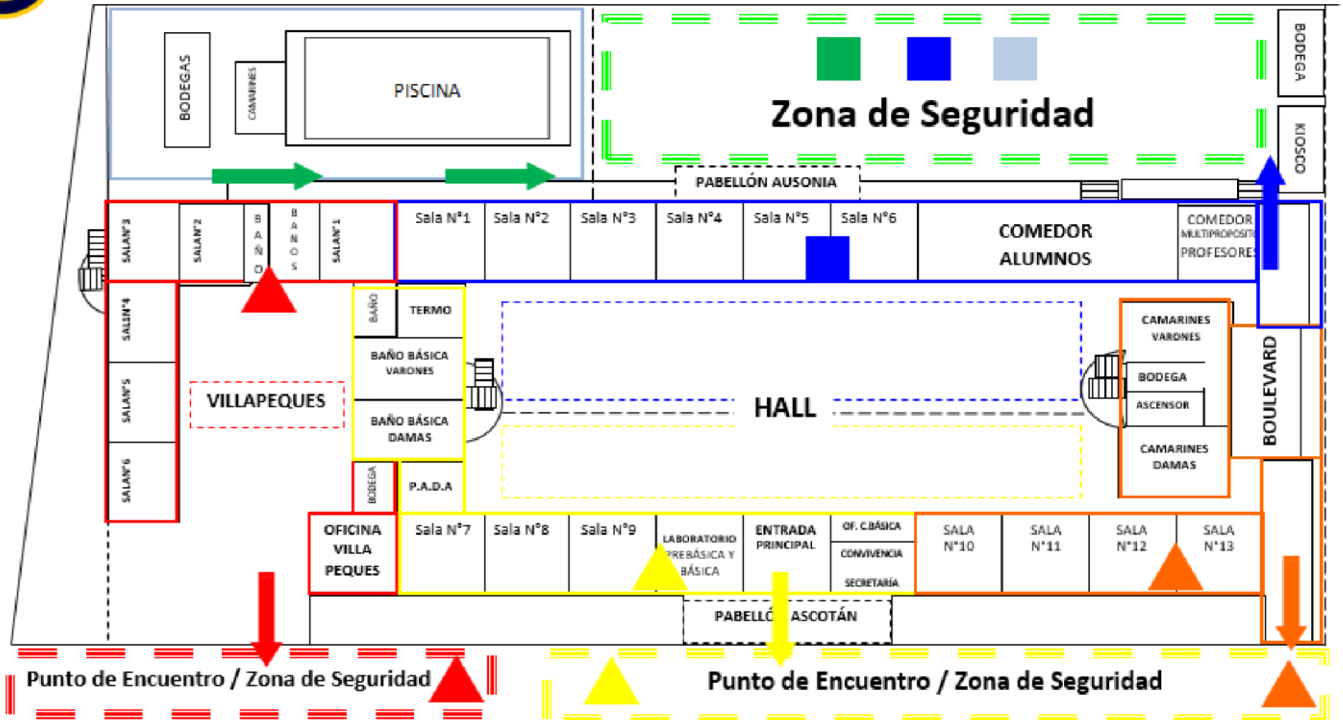 BODEGAS
CAMARINES
PISCINA
Zona de Seguridad
BODEGA
KIOSCO
PABELLÓN AUSONIA
SALAN°3
SALAN°2
BAÑO
BAÑOS
SALAN°1
Sala N°1
Sala N°2
Sala N°3
Sala N°4
Sala N°5
Sala N°6
COMEDOR
ALUMNOS
COMEDOR
MULTIPROPOSITO
PROFESORES
SALN°4
SALAN°5
SALAN°6
VILLAPEQUES
BAÑO
TERMO
BAÑO BÁSICA
VARONES
BAÑO BÁSICA
DAMAS
BODEGA
P.A.D.A
HALL
CAMARINES
VARONES
BODEGA
ASCENSOR
CAMARINES
DAMAS
BOULEVARD
OFICINA
VILLA
PEQUES
Sala N°7
Sala N°8
Sala N°9
LABORATORIO
PREBÁSICA Y
BÁSICA
ENTRADA
PRINCIPAL
OF. C.BÁSICA
CONVIVENCIA
SECRETARÍA
SALA
N°10
SALA
N°11
SALA
N°12
SALA
N°13
PABELLÓN ASCOTÁN
Punto de Encuentro / Zona de Seguridad
Punto de Encuentro / Zona de Seguridad